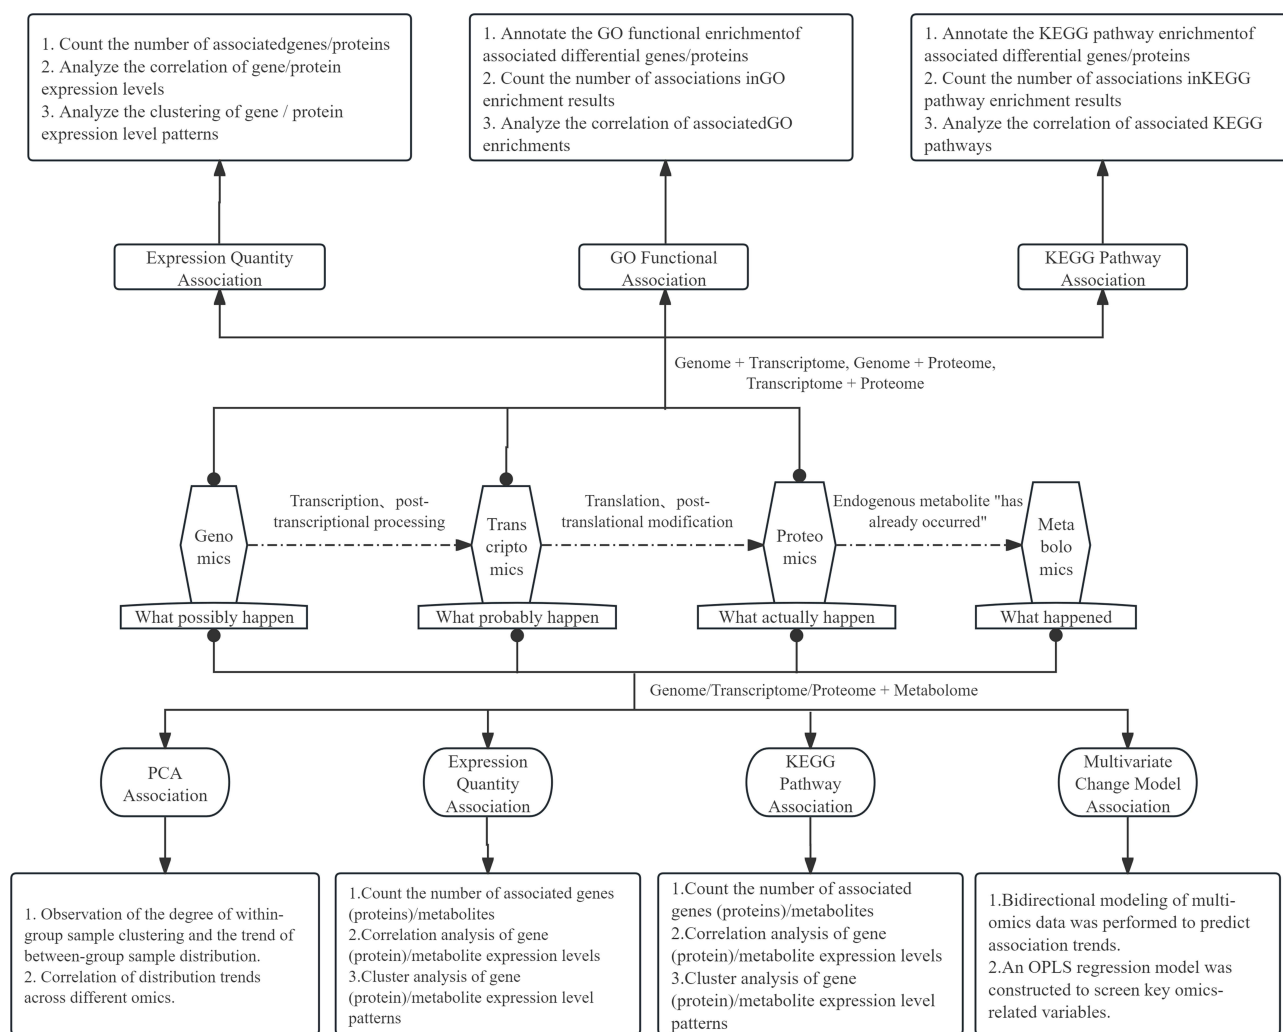 1. Count the number of associatedgenes/proteins
2. Analyze the correlation of gene/protein
expression levels
3. Analyze the clustering of gene / protein
expression level patterns
1. Annotate the GO functional enrichmentof
associated differential genes/proteins
2. Count the number of associations inGO
enrichment results
3. Analyze the correlation of associatedGO
enrichments
1. Annotate the KEGG pathway enrichmentof
associated differential genes/proteins
2. Count the number of associations inKEGG
pathway enrichment results
3. Analyze the correlation of associated KEGG
pathways
Expression Quantity
Association
GO Functional
Association
KEGG Pathway
Association
Genome + Transcriptome, Genome + Proteome,
Transcriptome + Proteome
Geno
mics
Transcription、post-
transcriptional processing
Trans
cripto
mics
Translation、post-
translational modification
Proteo
mics
Endogenous metabolite "has
already occurred"
Meta
bolo
mics
What possibly happen
What probably happen
What actually happen
What happened
Genome/Transcriptome/Proteome + Metabolome
PCA
Association
Expression
Quantity
Association
KEGG
Pathway
Association
Multivariate
Change Model
Association
1. Observation of the degree of within-
group sample clustering and the trend of
between-group sample distribution.
2. Correlation of distribution trends
across different omics.
1.Count the number of associated genes
(proteins)/metabolites
2.Correlation analysis of gene
(protein)/metabolite expression levels
3.Cluster analysis of gene
(protein)/metabolite expression level
patterns
1.Count the number of associated
genes (proteins)/metabolites
2.Correlation analysis of gene
(protein)/metabolite expression levels
3.Cluster analysis of gene
(protein)/metabolite expression level
patterns
1.Bidirectional modeling of multi-
omics data was performed to predict
association trends.
2.An OPLS regression model was
constructed to screen key omics-
related variables.